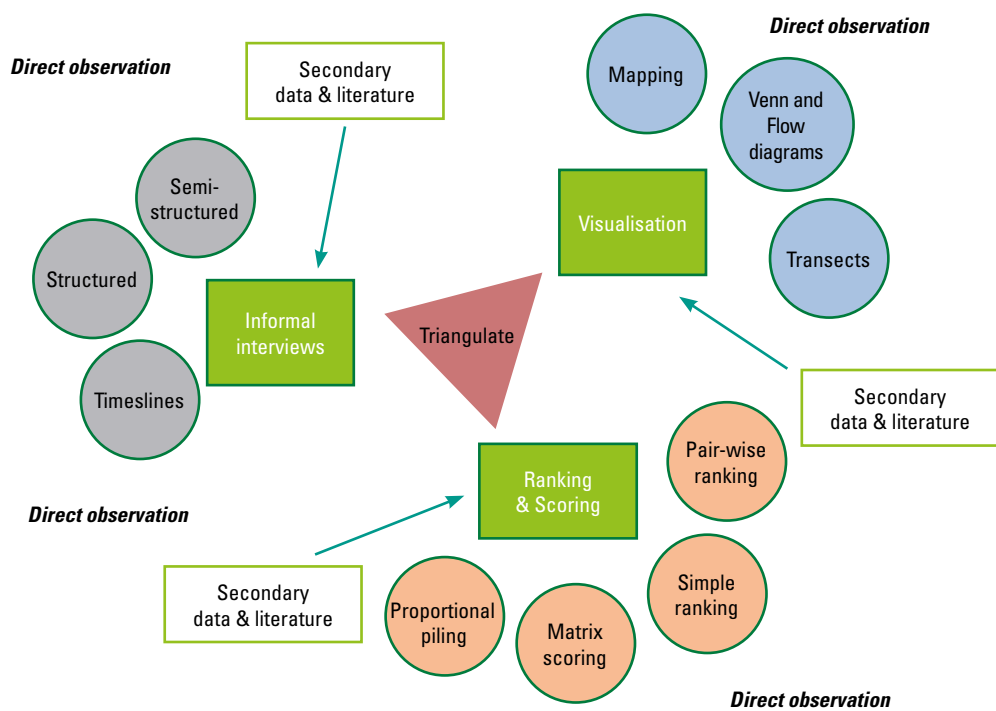 Direct observation
Secondary
data & literature
Mapping
Direct observation
Venn and
Flow
diagrams
Semi-
structured
Visualisation
Structured
Transects
Informal
interviews
Triangulate
Timeslines
Secondary
data & literature
Pair-wise
ranking
Ranking
& Scoring
Direct observation
Secondary
data & literature
Proportional
piling
Matrix
scoring
Simple
ranking
Direct observation